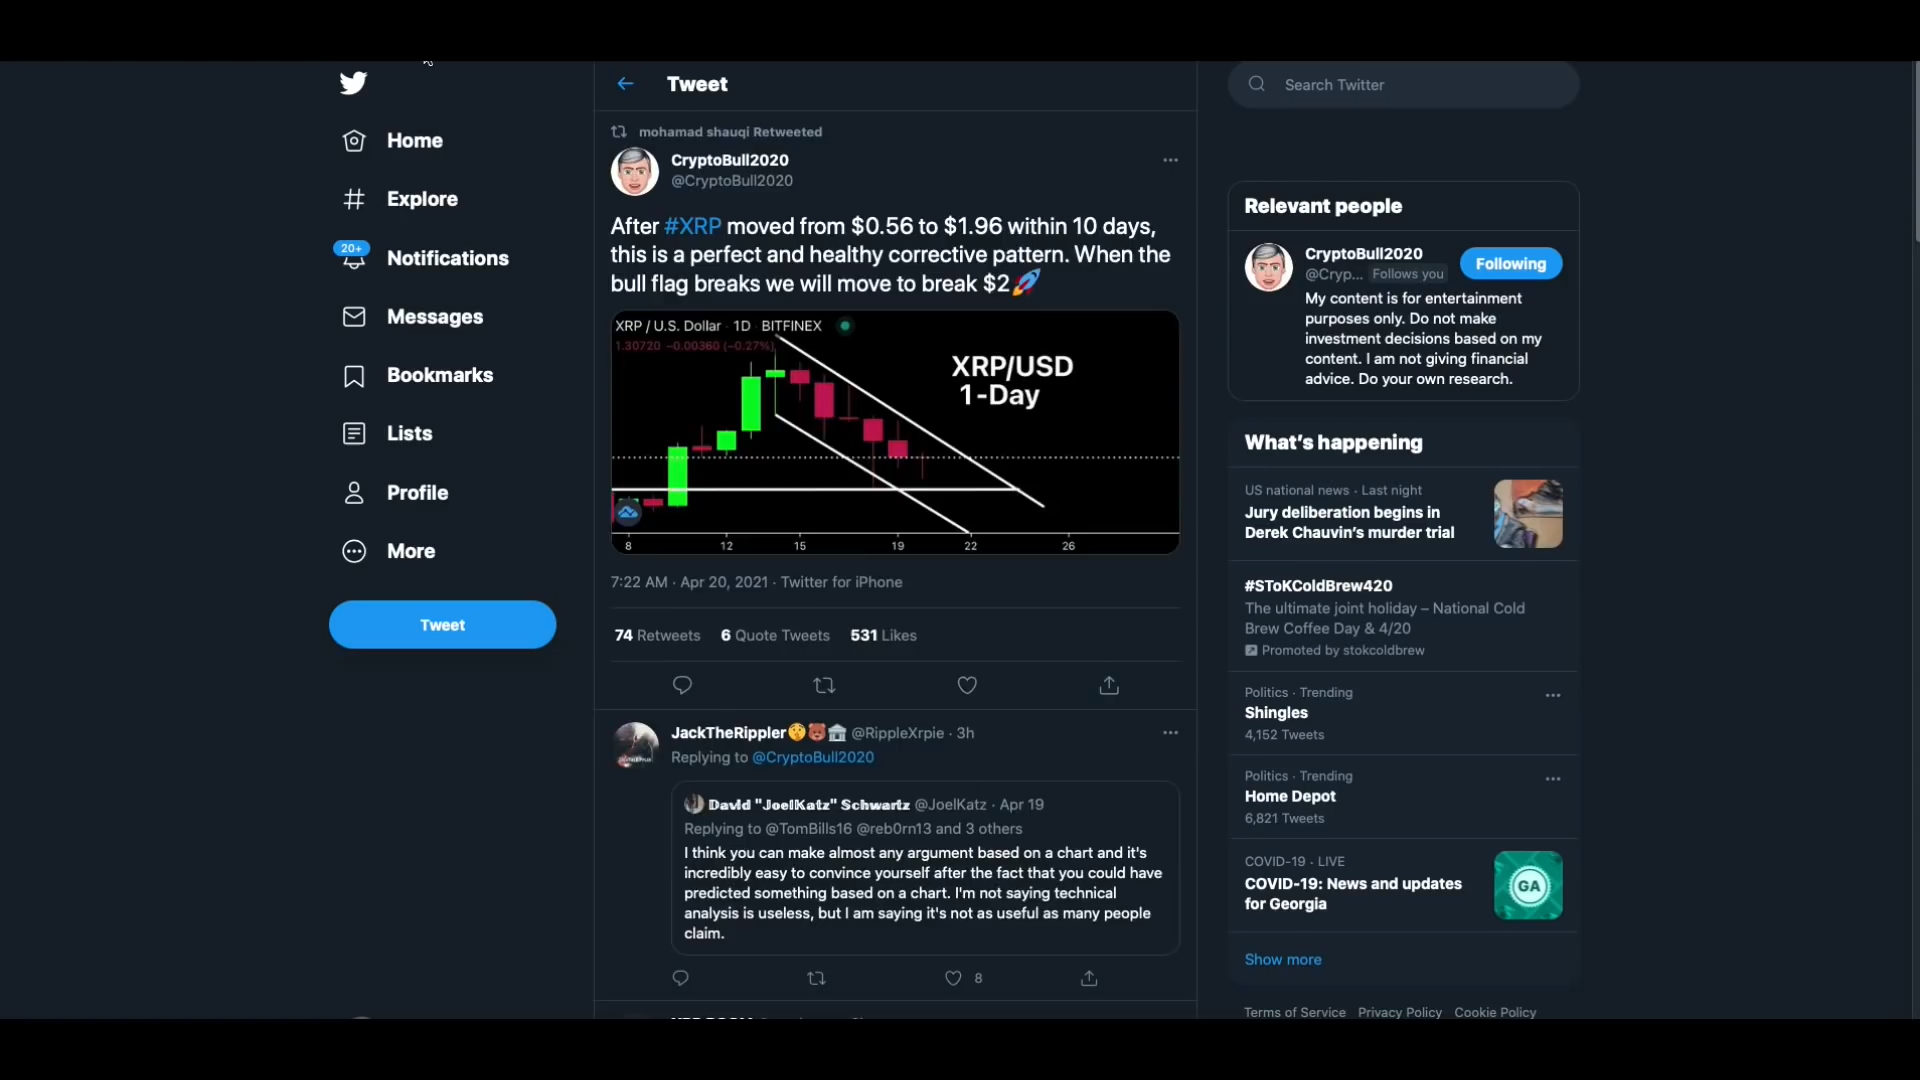 Home
Explore
20+
Notifications
Messages
Bookmarks
Lists
Profile
More
Tweet
Tweet
mohamad shauqi Retweeted
CryptoBull2020
@CryptoBull2020
After #XRP moved from $0.56 to $1.96 within 10 days,
this is a perfect and healthy corrective pattern. When the
bull flag breaks we will move to break $2🚀
XRP / U.S. Dollar · 1D · BITFINEX
1.30720 −0.00360 (−0.27%)
XRP/USD
1-Day
8 12 15 19 22 26
7:22 AM · Apr 20, 2021 · Twitter for iPhone
74 Retweets 6 Quote Tweets 531 Likes
JackTheRippler🤫🐻🏦 @RippleXrpie · 3h
Replying to @CryptoBull2020
David "JoelKatz" Schwartz @JoelKatz · Apr 19
Replying to @TomBills16 @reb0rn13 and 3 others
I think you can make almost any argument based on a chart and it's
incredibly easy to convince yourself after the fact that you could have
predicted something based on a chart. I'm not saying technical
analysis is useless, but I am saying it's not as useful as many people
claim.
8
Search Twitter
Relevant people
CryptoBull2020
@Cryp... Follows you
Following
My content is for entertainment
purposes only. Do not make
investment decisions based on my
content. I am not giving financial
advice. Do your own research.
What's happening
US national news · Last night
Jury deliberation begins in
Derek Chauvin's murder trial
#SToKColdBrew420
The ultimate joint holiday – National Cold
Brew Coffee Day & 4/20
Promoted by stokcoldbrew
Politics · Trending
Shingles
4,152 Tweets
Politics · Trending
Home Depot
6,821 Tweets
COVID-19 · LIVE
COVID-19: News and updates
for Georgia
GA
Show more
Terms of Service Privacy Policy Cookie Policy